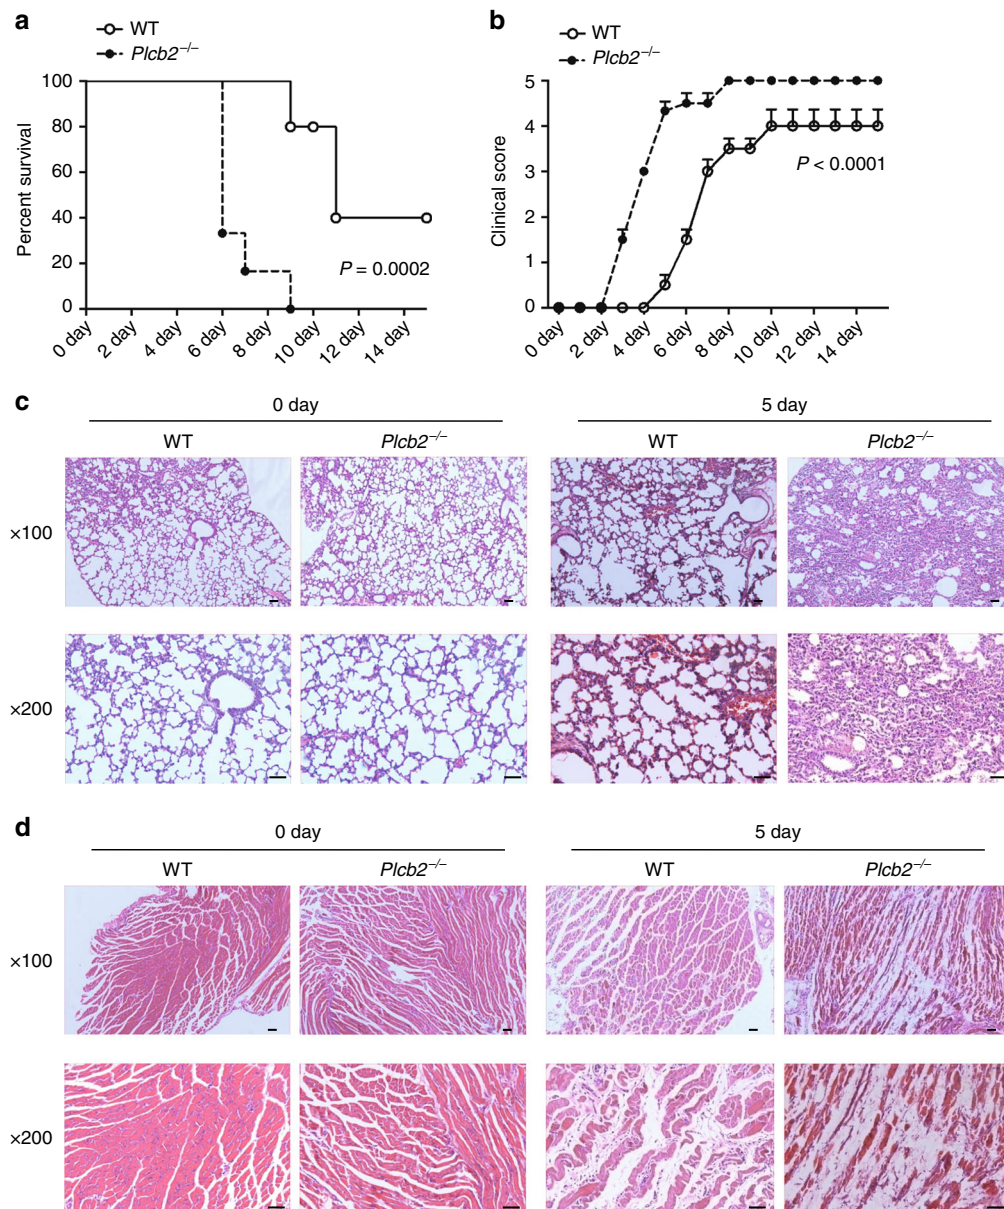 a
WT
Plcb2–/–
Percent survival
100
80
60
40
20
0
P = 0.0002
0 day
2 day
4 day
6 day
8 day
10 day
12 day
14 day
b
WT
Plcb2–/–
Clinical score
5
4
3
2
1
0
P < 0.0001
0 day
2 day
4 day
6 day
8 day
10 day
12 day
14 day
c
0 day
5 day
WT
Plcb2–/–
WT
Plcb2–/–
×100
×200
d
0 day
5 day
WT
Plcb2–/–
WT
Plcb2–/–
×100
×200